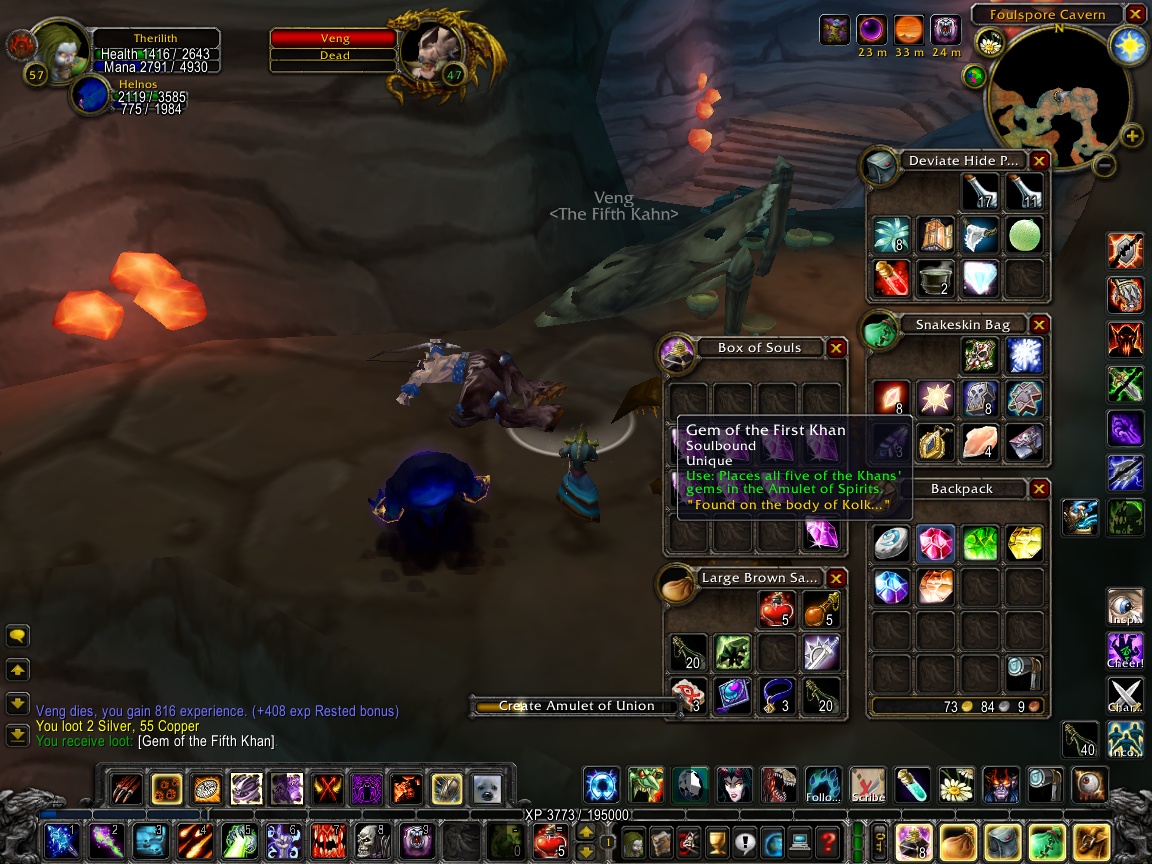 Therilith
Health 1416 / 2643
Mana 2791 / 4930
57
Helnos
2119 / 3585
775 / 1984
Veng
Dead
47
23 m 33 m 24 m
Foulspore Cavern
N
Veng
<The Fifth Kahn>
Deviate Hide P...
17
11
8
2
Snakeskin Bag
8
8
3
4
Box of Souls
Gem of the First Khan
Soulbound
Unique
Use: Places all five of the Khans'
gems in the Amulet of Spirits.
"Found on the body of Kolk..."
Backpack
73 84 9
Large Brown Sa...
5
5
20
3
3
20
Create Amulet of Union
Veng dies, you gain 816 experience. (+408 exp Rested bonus)
You loot 2 Silver, 55 Copper
You receive loot: [Gem of the Fifth Khan].
Cheer!
40
Follo...
Scribe
XP 3773 / 195000
1
2
3
4
5
6
7
8
9
0
5
1
18